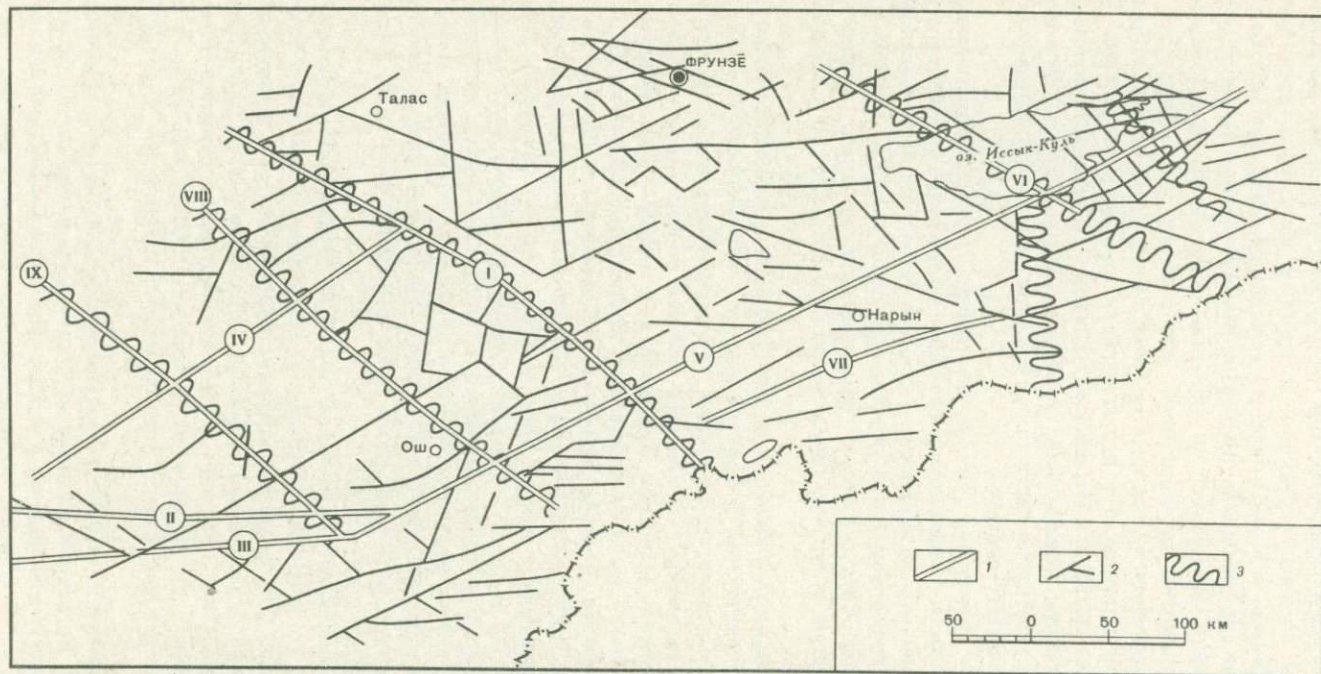 ФРУНЗЕ
Талас
оз. Иссык-Куль
VI
VIII
I
IX
Нарын
IV
V
VII
Ош
II
III
1
2
3
50 0 50 100 км